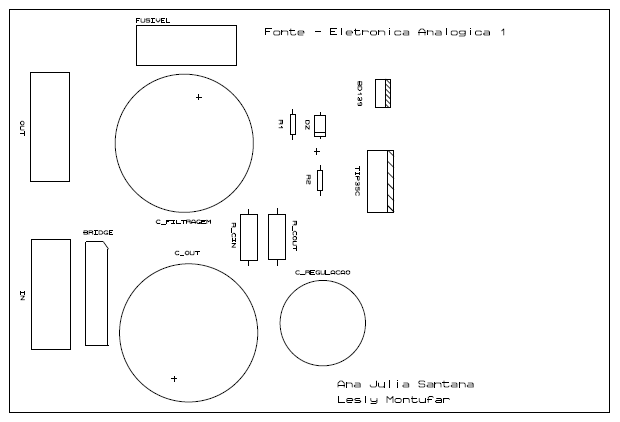 FUSIVEL
Fonte - Eletronica Analogica 1
OUT
BD139
R1
DZ
R2
TIP35C
C_FILTRAGEM
R_CIN
R_COUT
BRIDGE
C_OUT
C_REGULACAO
IN
Ana Julia Santana
Lesly Montufar